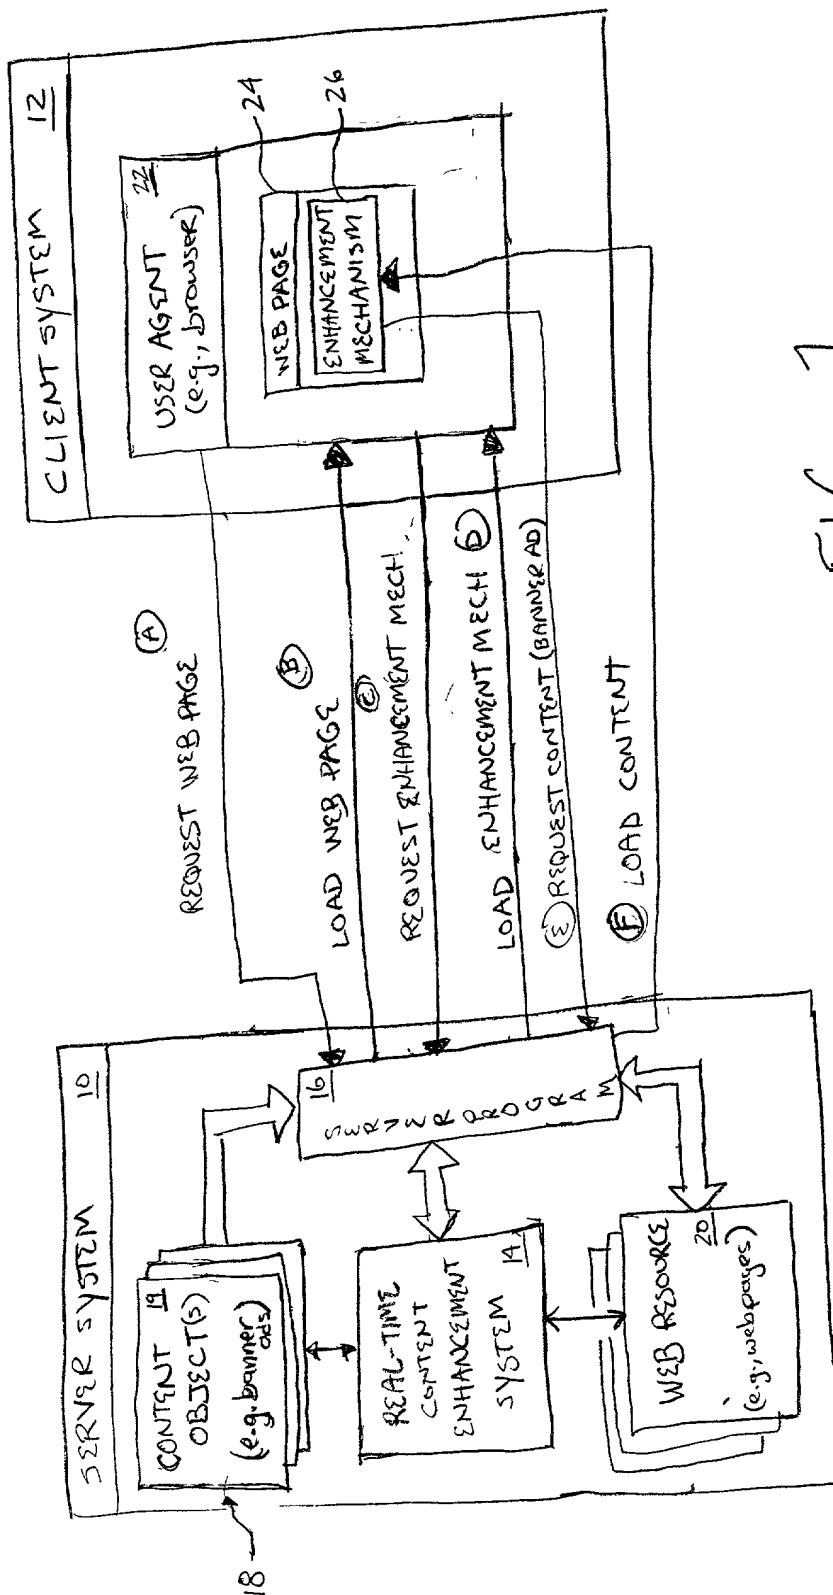 SERVER SYSTEM 10
CONTENT 19
OBJECT(S)
(e.g. banner
ads)
18
REAL-TIME
CONTENT
ENHANCEMENT
SYSTEM 14
WEB RESOURCE
20
(e.g., webpages)
16
SERVER PROGRAM
REQUEST WEB PAGE A
LOAD WEB PAGE B
REQUEST ENHANCEMENT MECH. C
LOAD ENHANCEMENT MECH D
E REQUEST CONTENT (BANNER AD)
F LOAD CONTENT
CLIENT SYSTEM 12
USER AGENT 22
(e.g., browser)
WEB PAGE
24
ENHANCEMENT
MECHANISM
26
FIG. 1